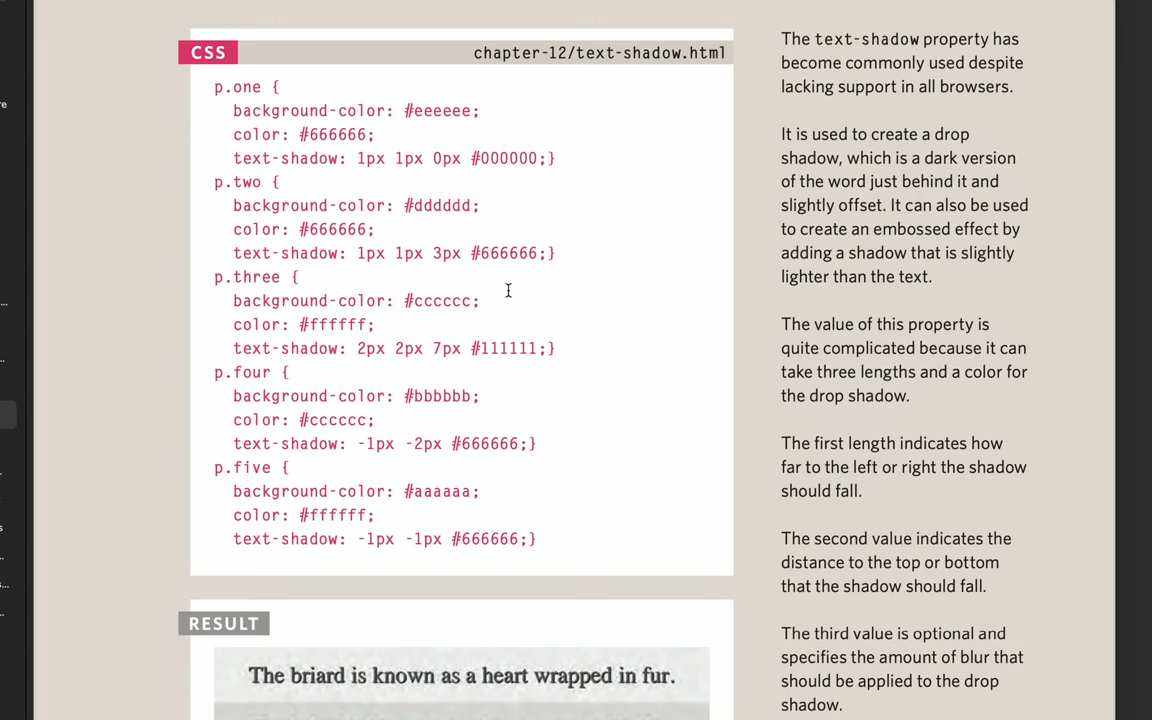 CSS
chapter-12/text-shadow.html
p.one {
background-color: #eeeeee;
color: #666666;
text-shadow: 1px 1px 0px #000000;}
p.two {
background-color: #dddddd;
color: #666666;
text-shadow: 1px 1px 3px #666666;}
p.three {
background-color: #cccccc;
color: #ffffff;
text-shadow: 2px 2px 7px #111111;}
p.four {
background-color: #bbbbbb;
color: #cccccc;
text-shadow: -1px -2px #666666;}
p.five {
background-color: #aaaaaa;
color: #ffffff;
text-shadow: -1px -1px #666666;}
RESULT
The briard is known as a heart wrapped in fur.
The text-shadow property has
become commonly used despite
lacking support in all browsers.
It is used to create a drop
shadow, which is a dark version
of the word just behind it and
slightly offset. It can also be used
to create an embossed effect by
adding a shadow that is slightly
lighter than the text.
The value of this property is
quite complicated because it can
take three lengths and a color for
the drop shadow.
The first length indicates how
far to the left or right the shadow
should fall.
The second value indicates the
distance to the top or bottom
that the shadow should fall.
The third value is optional and
specifies the amount of blur that
should be applied to the drop
shadow.